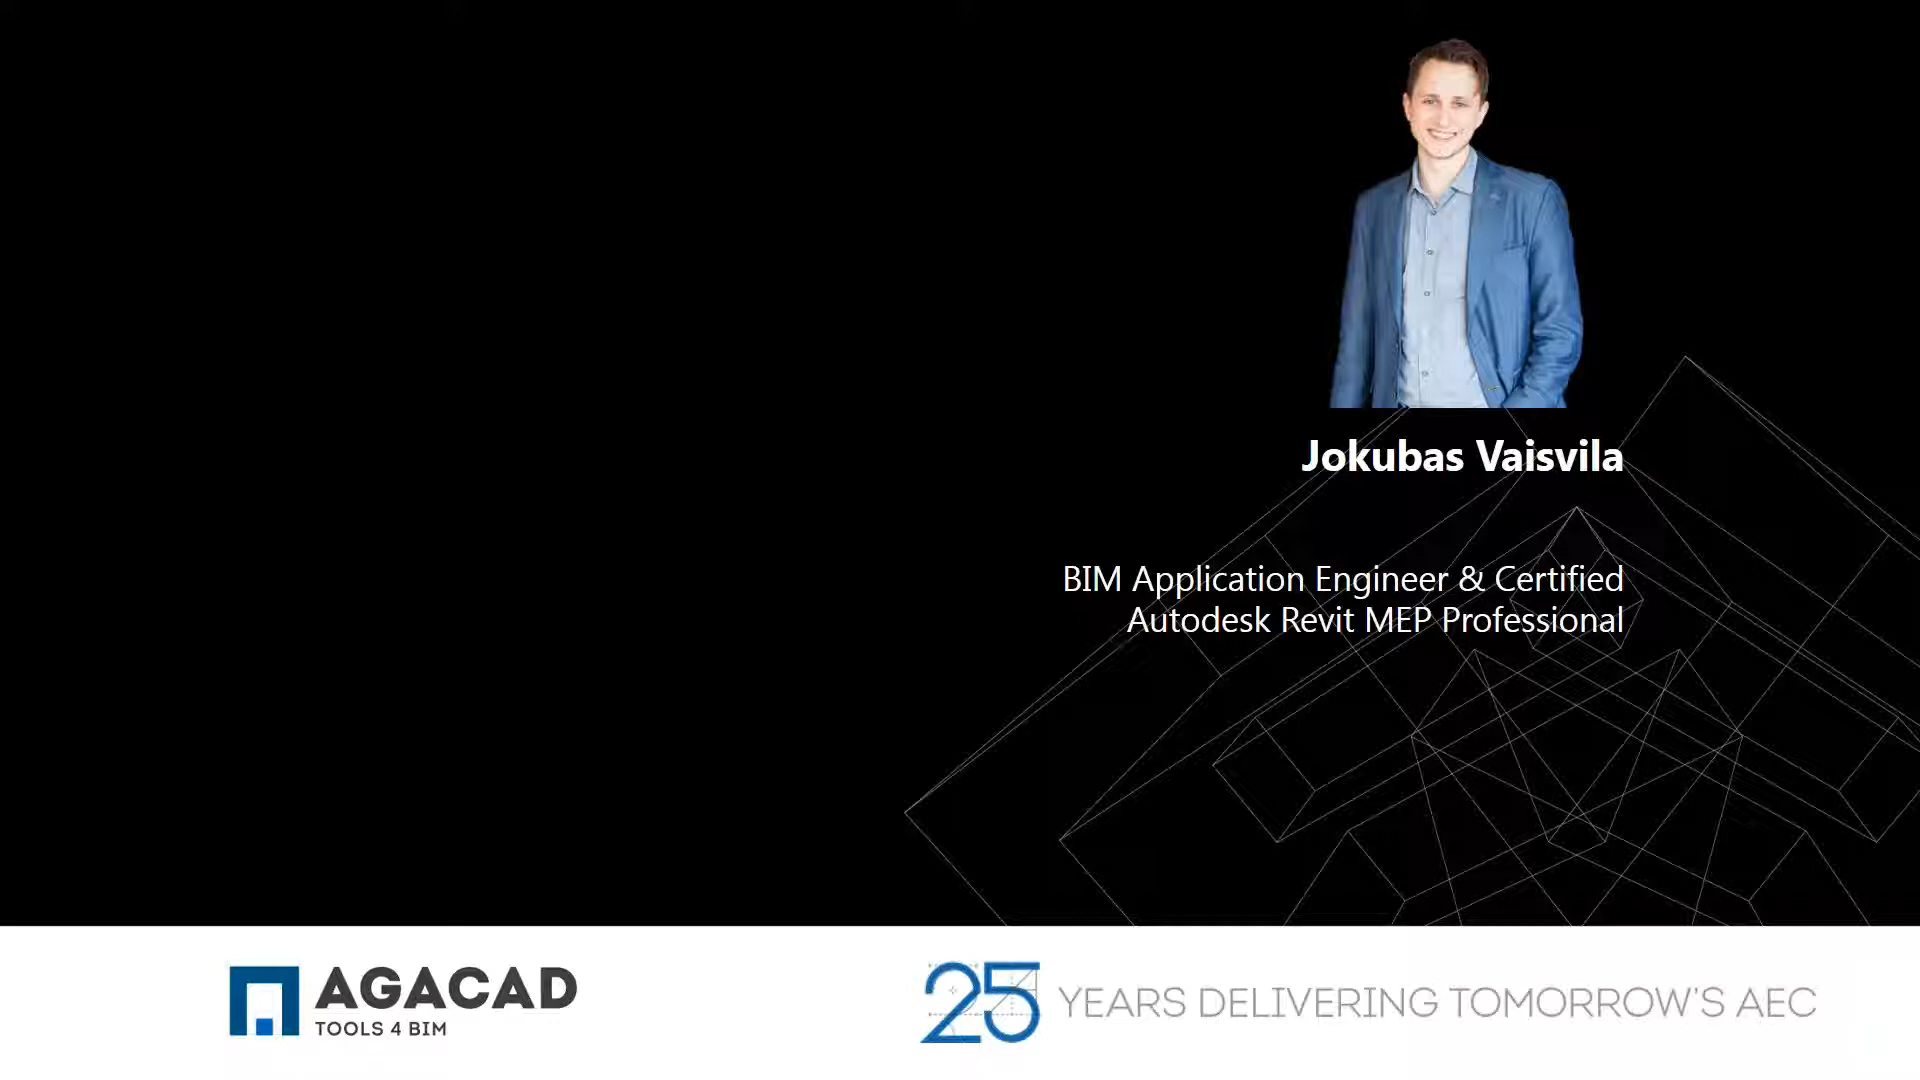 Jokubas Vaisvila
BIM Application Engineer & Certified
Autodesk Revit MEP Professional
AGACAD
TOOLS 4 BIM
25 YEARS DELIVERING TOMORROW'S AEC